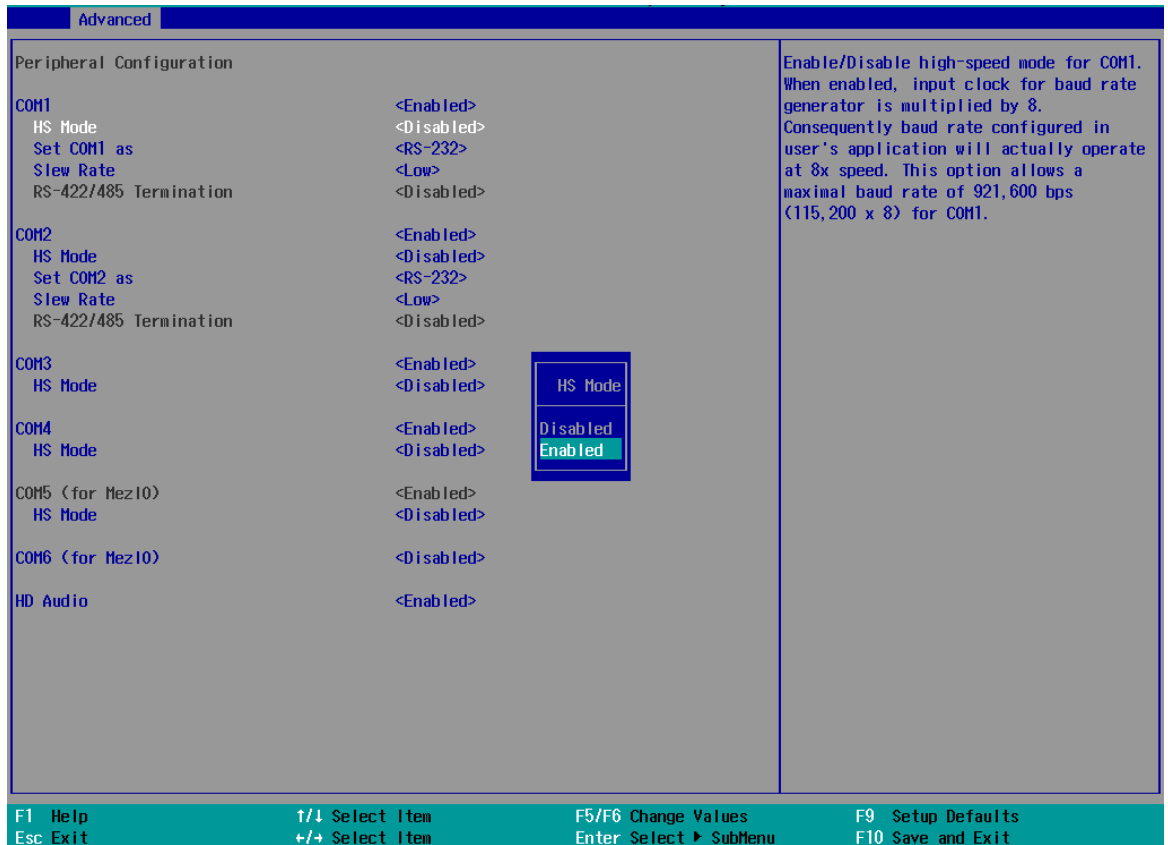 Advanced
Peripheral Configuration
COM1 <Enabled>
HS Mode <Disabled>
Set COM1 as <RS-232>
Slew Rate <Low>
RS-422/485 Termination <Disabled>
COM2 <Enabled>
HS Mode <Disabled>
Set COM2 as <RS-232>
Slew Rate <Low>
RS-422/485 Termination <Disabled>
COM3 <Enabled>
HS Mode <Disabled>
COM4 <Enabled>
HS Mode <Disabled>
COM5 (for MezIO) <Enabled>
HS Mode <Disabled>
COM6 (for MezIO) <Disabled>
HD Audio <Enabled>
HS Mode
Disabled
Enabled
Enable/Disable high-speed mode for COM1.
When enabled, input clock for baud rate
generator is multiplied by 8.
Consequently baud rate configured in
user's application will actually operate
at 8x speed. This option allows a
maximal baud rate of 921,600 bps
(115,200 x 8) for COM1.
F1 Help ↑/↓ Select Item F5/F6 Change Values F9 Setup Defaults
Esc Exit ←/→ Select Item Enter Select ▶ SubMenu F10 Save and Exit